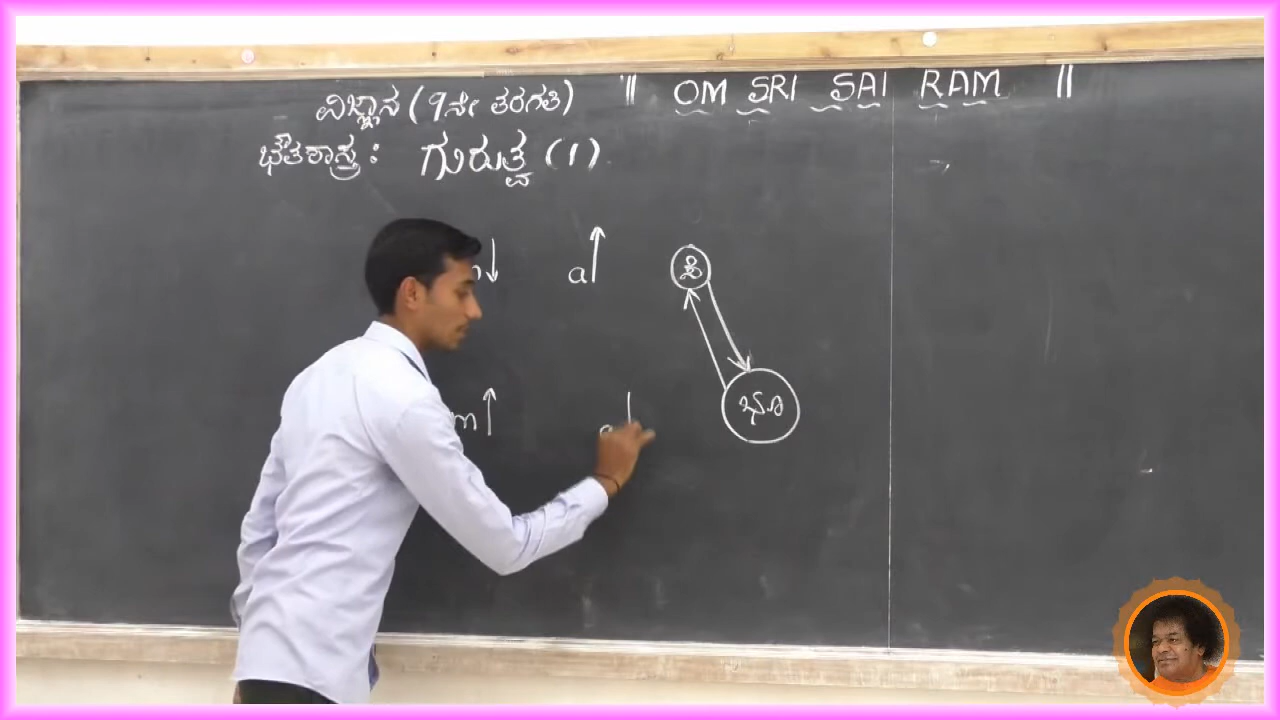 ವಿಜ್ಞಾನ (9ನೇ ತರಗತಿ) || OM SRI SAI RAM ||
ಭೌತಶಾಸ್ತ್ರ : ಗುರುತ್ವ (1)
↓ a↑
ಭೂ
m↑